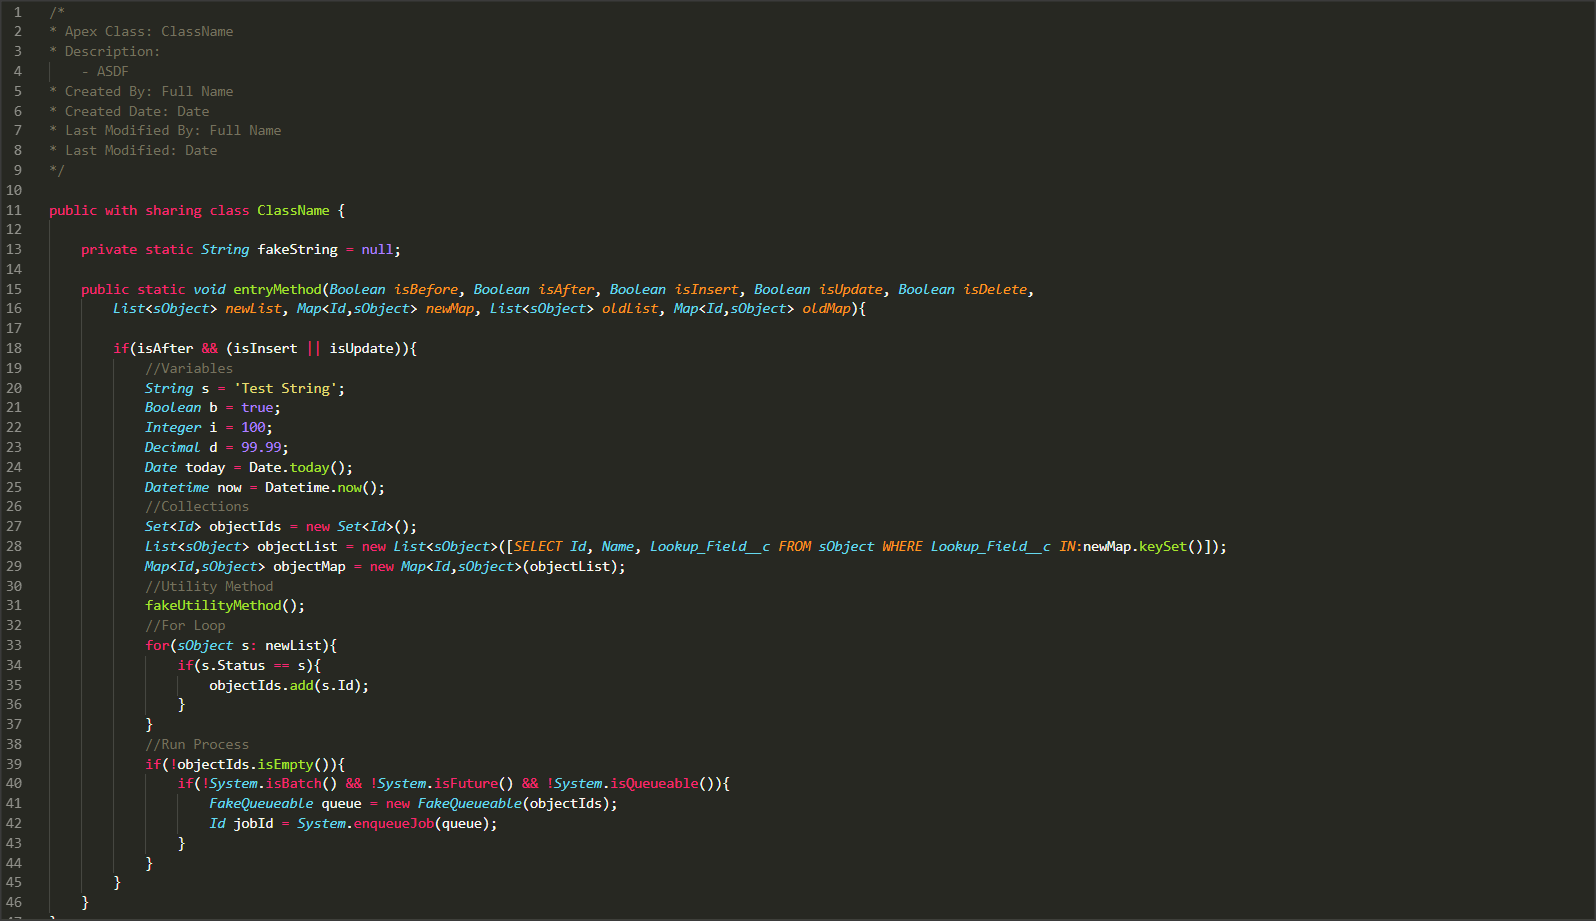 1 /*
2 * Apex Class: ClassName
3 * Description:
4     - ASDF
5 * Created By: Full Name
6 * Created Date: Date
7 * Last Modified By: Full Name
8 * Last Modified: Date
9 */
10
11 public with sharing class ClassName {
12
13     private static String fakeString = null;
14
15     public static void entryMethod(Boolean isBefore, Boolean isAfter, Boolean isInsert, Boolean isUpdate, Boolean isDelete,
16         List<sObject> newList, Map<Id,sObject> newMap, List<sObject> oldList, Map<Id,sObject> oldMap){
17
18         if(isAfter && (isInsert || isUpdate)){
19             //Variables
20             String s = 'Test String';
21             Boolean b = true;
22             Integer i = 100;
23             Decimal d = 99.99;
24             Date today = Date.today();
25             Datetime now = Datetime.now();
26             //Collections
27             Set<Id> objectIds = new Set<Id>();
28             List<sObject> objectList = new List<sObject>([SELECT Id, Name, Lookup_Field__c FROM sObject WHERE Lookup_Field__c IN:newMap.keySet()]);
29             Map<Id,sObject> objectMap = new Map<Id,sObject>(objectList);
30             //Utility Method
31             fakeUtilityMethod();
32             //For Loop
33             for(sObject s: newList){
34                 if(s.Status == s){
35                     objectIds.add(s.Id);
36                 }
37             }
38             //Run Process
39             if(!objectIds.isEmpty()){
40                 if(!System.isBatch() && !System.isFuture() && !System.isQueueable()){
41                     FakeQueueable queue = new FakeQueueable(objectIds);
42                     Id jobId = System.enqueueJob(queue);
43                 }
44             }
45         }
46     }